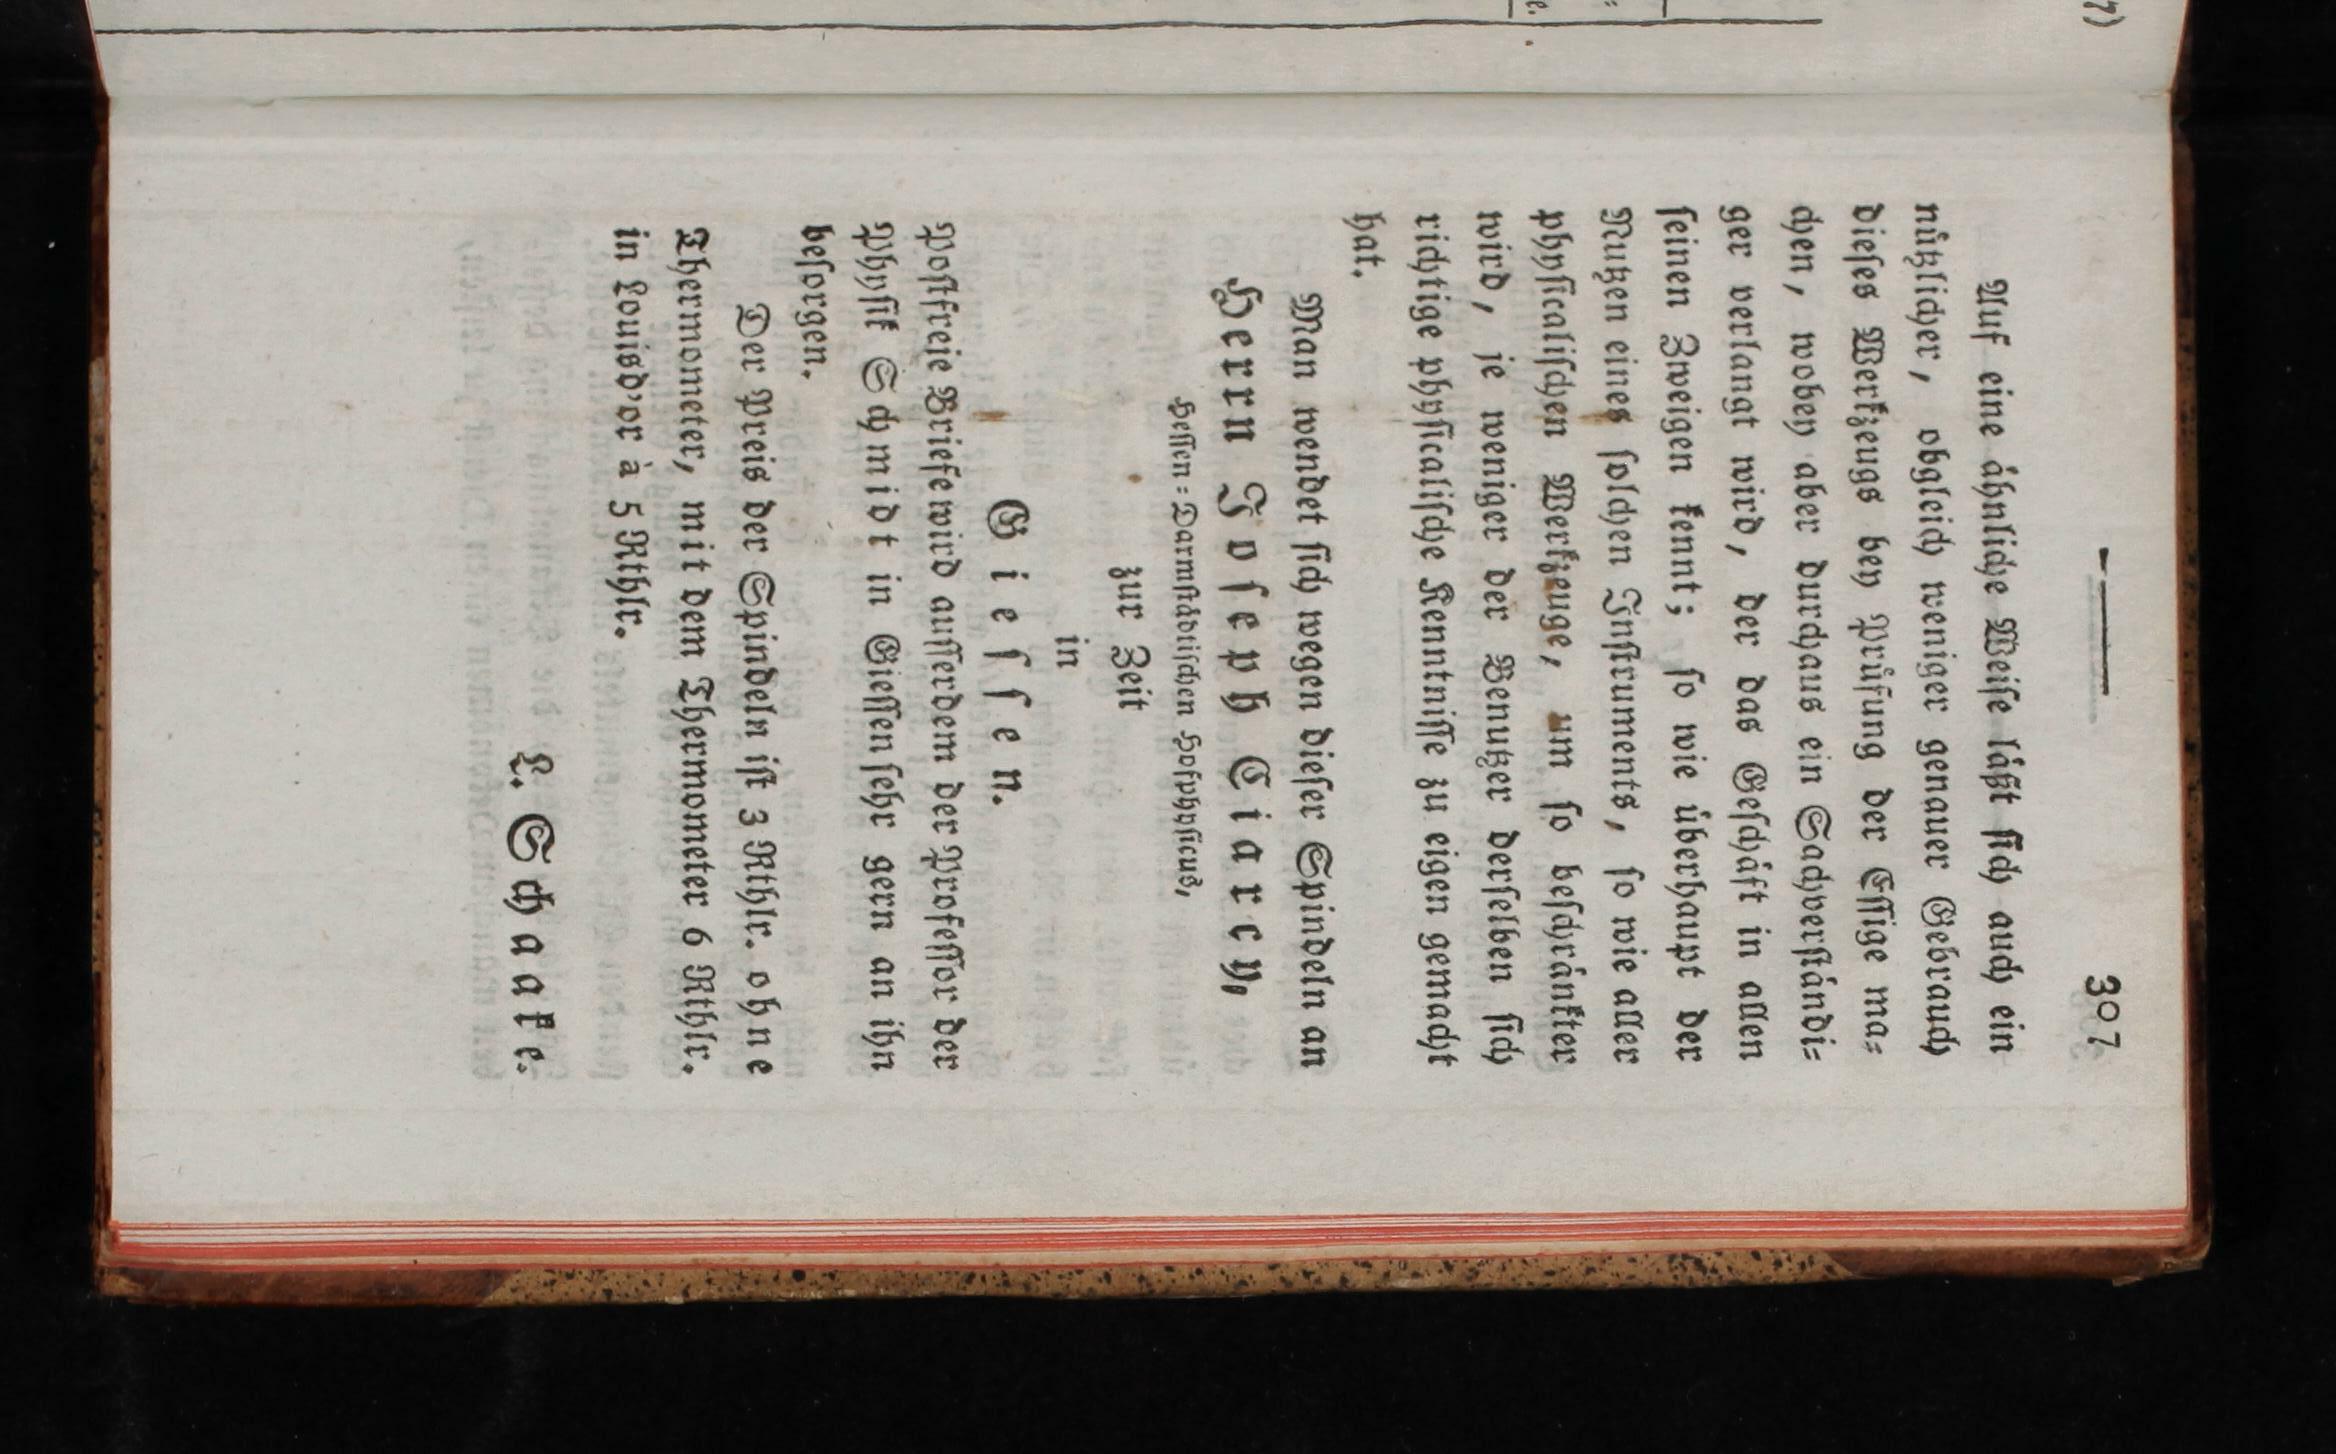 307
Auf eine ähnliche Weise läßt sich auch ein
nützlicher, obgleich weniger genauer Gebrauch
dieses Werkzeugs bey Prüfung der Essige ma=
chen, wobey aber durchaus ein Sachverständi=
ger verlangt wird, der das Geschäft in allen
seinen Zweigen kennt; so wie überhaupt der
Nutzen eines solchen Instruments, so wie aller
physicalischen Werkzeuge, um so beschränkter
wird, je weniger der Benutzer derselben sich
richtige physicalische Kenntnisse zu eigen gemacht
hat.
Man wendet sich wegen dieser Spindeln an
Herrn Joseph Ciarcy,
Hessen=Darmstädtischen Hofphysicus,
zur Zeit
in
Giessen.
Postfreie Briefe wird ausserdem der Professor der
Physik Schmidt in Giessen sehr gern an ihn
besorgen.
Der Preis der Spindeln ist 3 Rthlr. ohne
Thermometer, mit dem Thermometer 6 Rthlr.
in Louisd'or à 5 Rthlr.
L. Schaake.
7)
e.
=